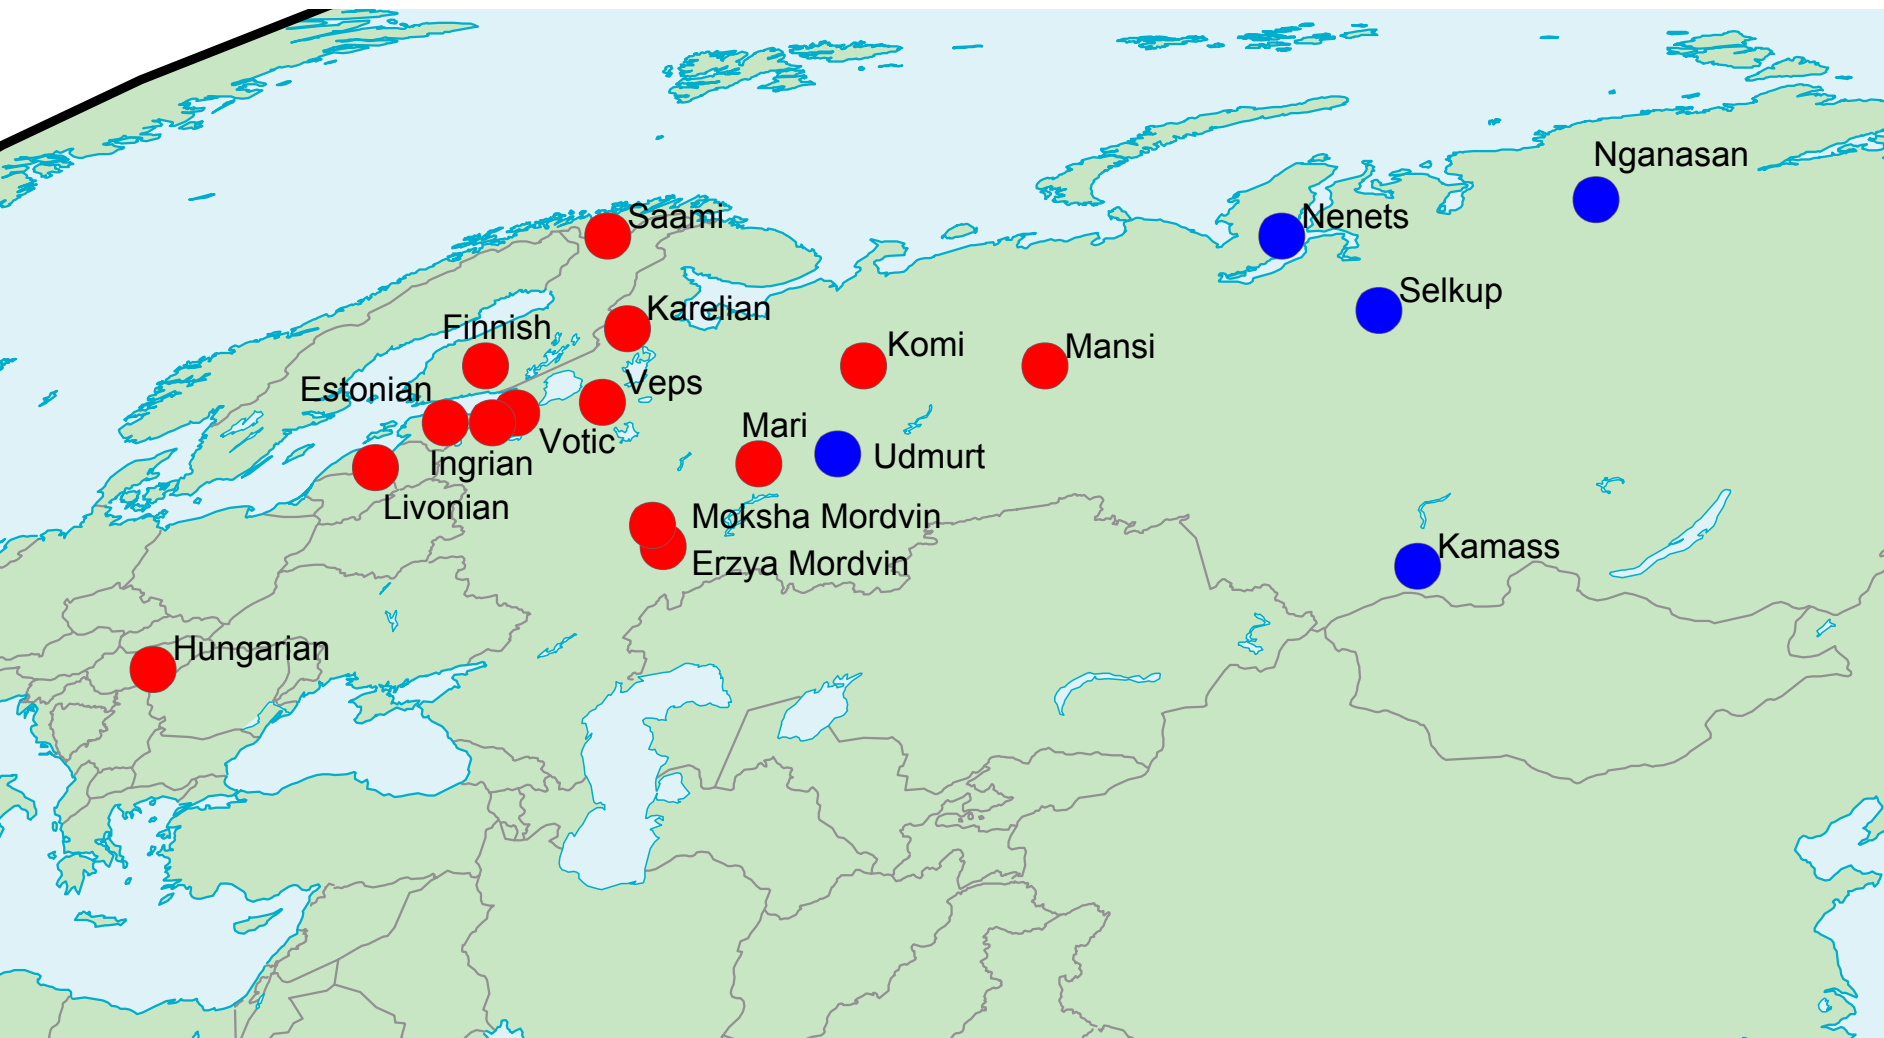 Nganasan
Saami
Nenets
Selkup
Karelian
Finnish
Komi
Mansi
Estonian
Veps
Mari
Votic
Udmurt
Ingrian
Livonian
Moksha Mordvin
Erzya Mordvin
Kamass
Hungarian